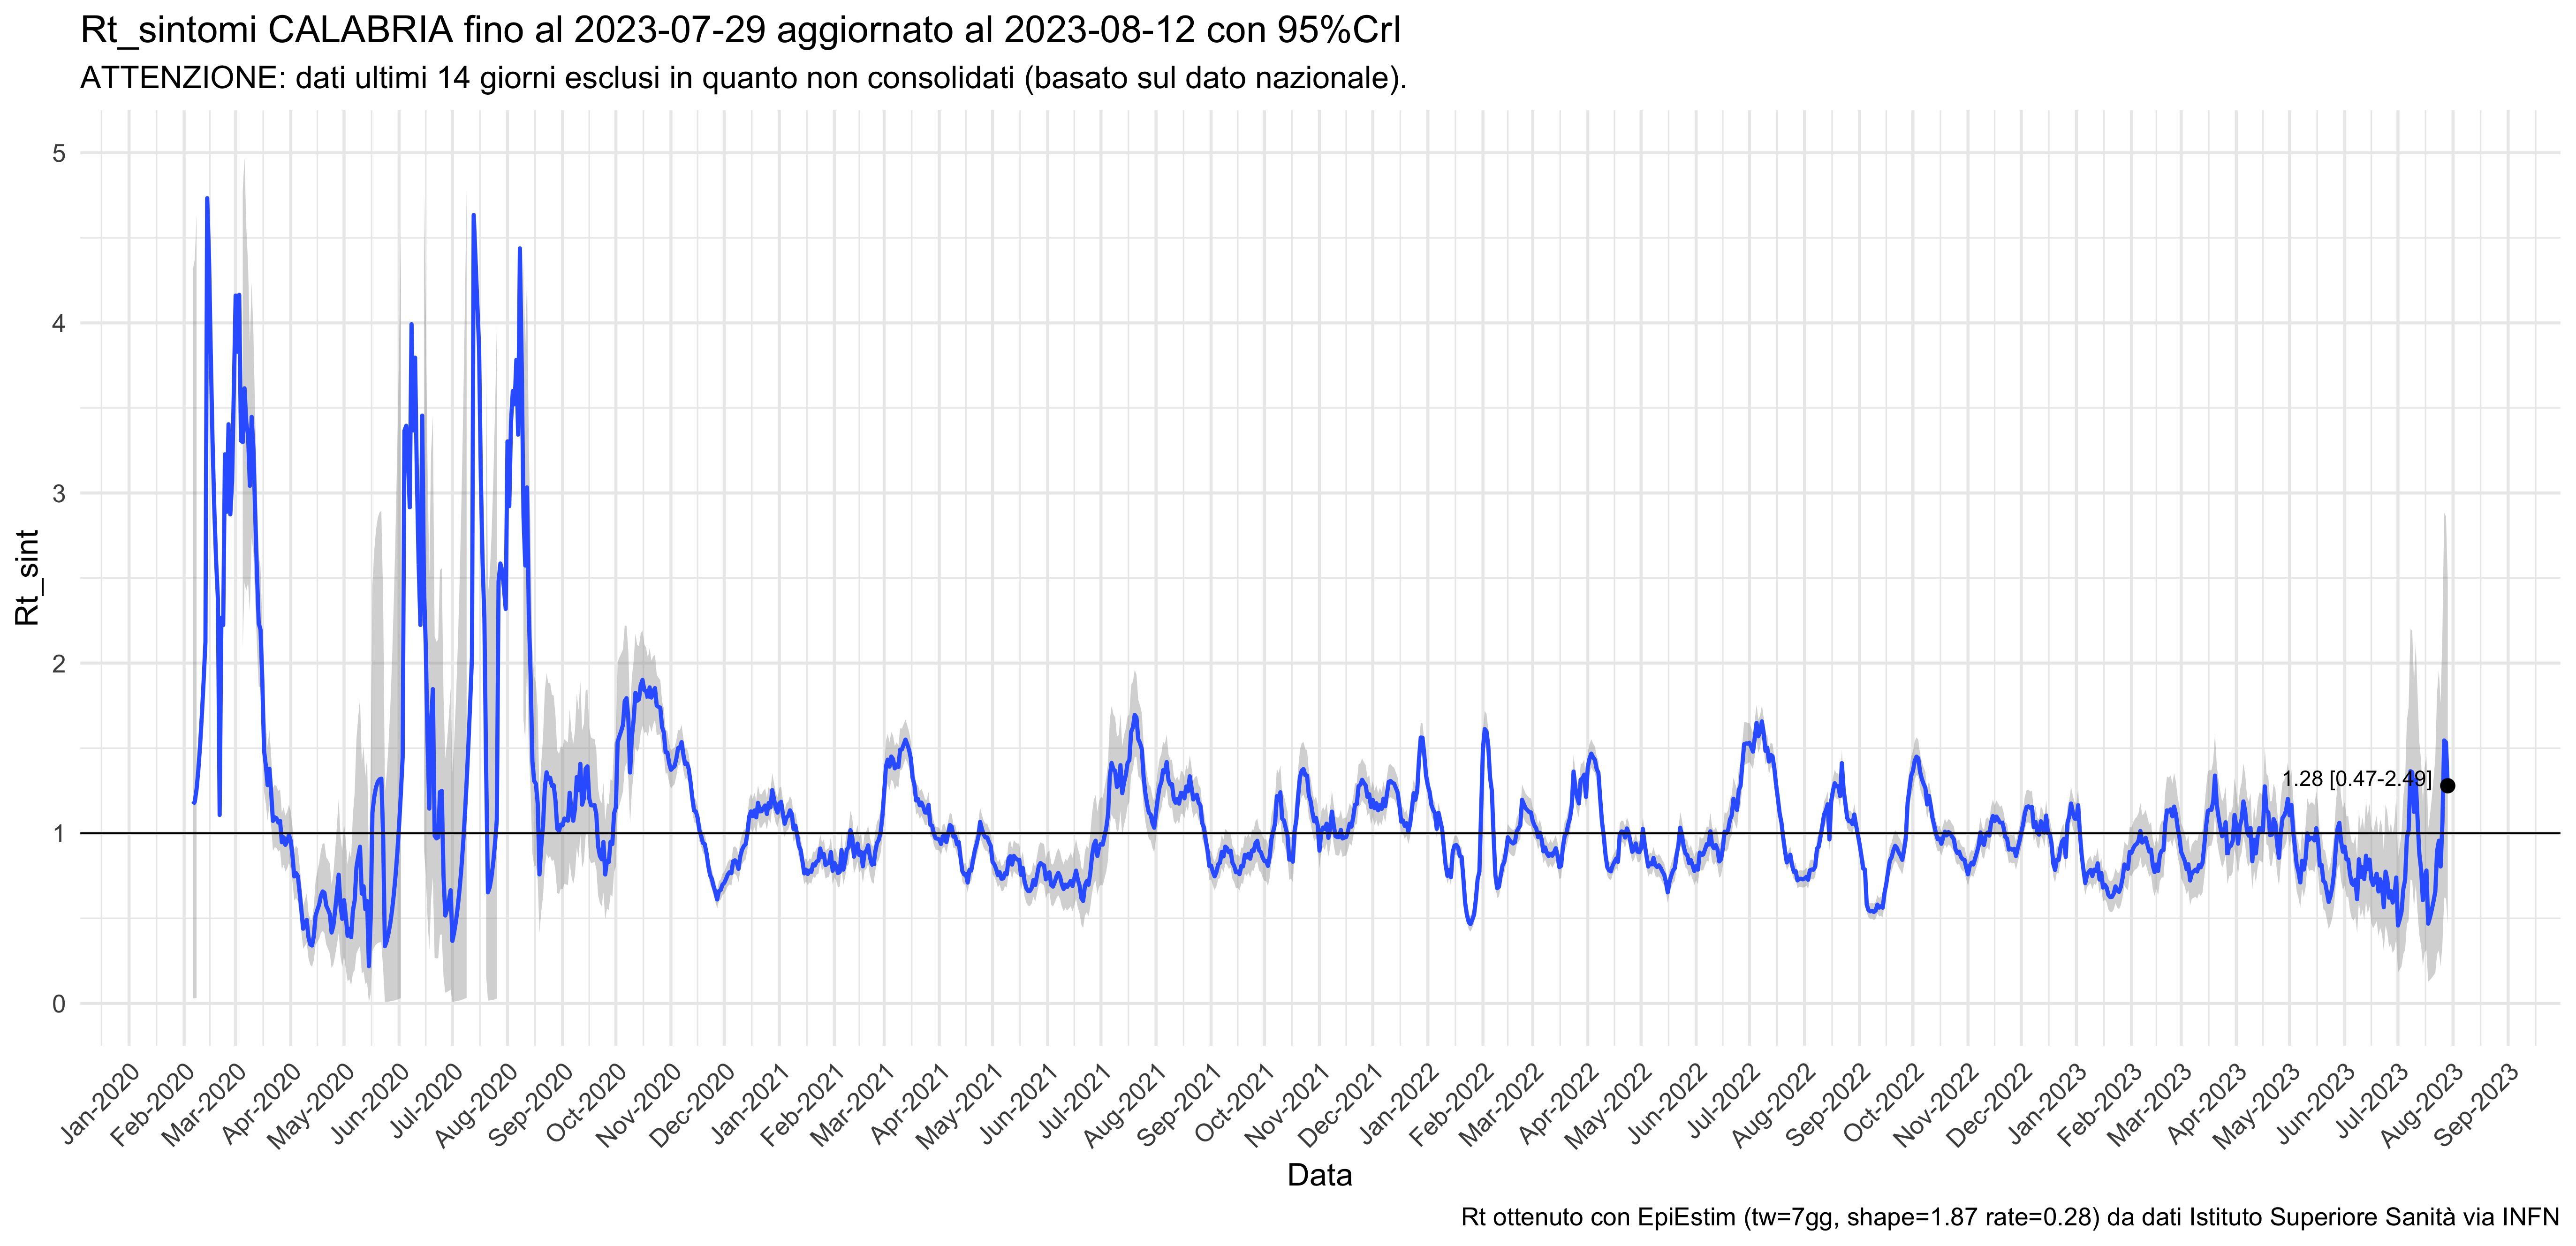 Rt_sintomi CALABRIA fino al 2023-07-29 aggiornato al 2023-08-12 con 95%CrI
ATTENZIONE: dati ultimi 14 giorni esclusi in quanto non consolidati (basato sul dato nazionale).
Rt_sint
5
4
3
2
1
0
1.28 [0.47-2.49]
Jan-2020
Feb-2020
Mar-2020
Apr-2020
May-2020
Jun-2020
Jul-2020
Aug-2020
Sep-2020
Oct-2020
Nov-2020
Dec-2020
Jan-2021
Feb-2021
Mar-2021
Apr-2021
May-2021
Jun-2021
Jul-2021
Aug-2021
Sep-2021
Oct-2021
Nov-2021
Dec-2021
Jan-2022
Feb-2022
Mar-2022
Apr-2022
May-2022
Jun-2022
Jul-2022
Aug-2022
Sep-2022
Oct-2022
Nov-2022
Dec-2022
Jan-2023
Feb-2023
Mar-2023
Apr-2023
May-2023
Jun-2023
Jul-2023
Aug-2023
Sep-2023
Data
Rt ottenuto con EpiEstim (tw=7gg, shape=1.87 rate=0.28) da dati Istituto Superiore Sanità via INFN